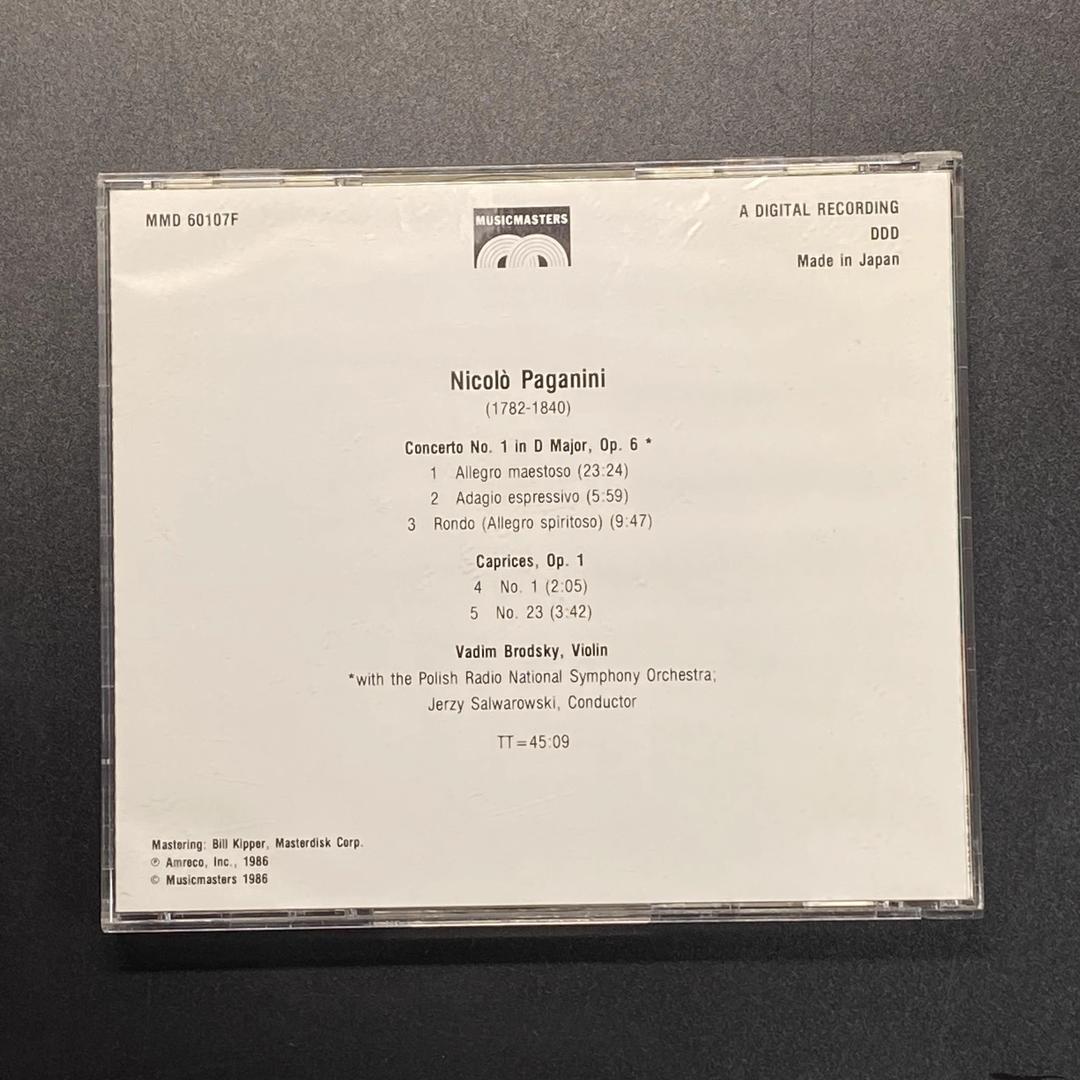 MMD 60107F
MUSICMASTERS
A DIGITAL RECORDING
DDD
Made in Japan
Nicolò Paganini
(1782-1840)
Concerto No. 1 in D Major, Op. 6 *
1 Allegro maestoso (23:24)
2 Adagio espressivo (5:59)
3 Rondo (Allegro spiritoso) (9:47)
Caprices, Op. 1
4 No. 1 (2:05)
5 No. 23 (3:42)
Vadim Brodsky, Violin
*with the Polish Radio National Symphony Orchestra;
Jerzy Salwarowski, Conductor
TT=45:09
Mastering: Bill Kipper, Masterdisk Corp.
℗ Amreco, Inc., 1986
© Musicmasters 1986